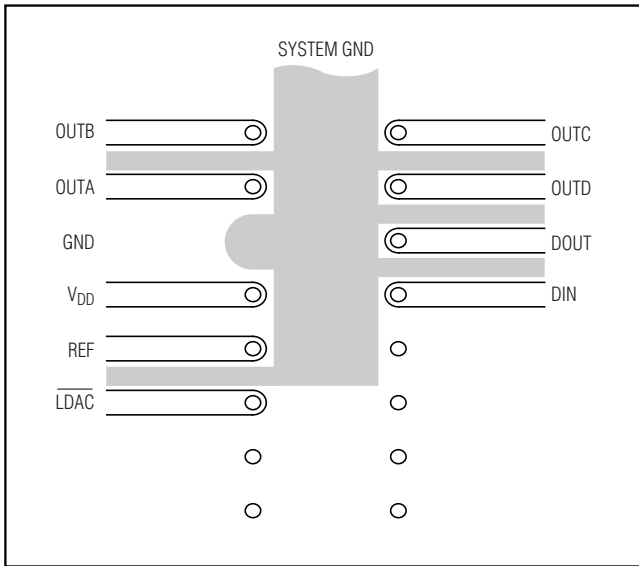 SYSTEM GND
OUTB
OUTC
OUTA
OUTD
GND
DOUT
VDD
DIN
REF
LDAC